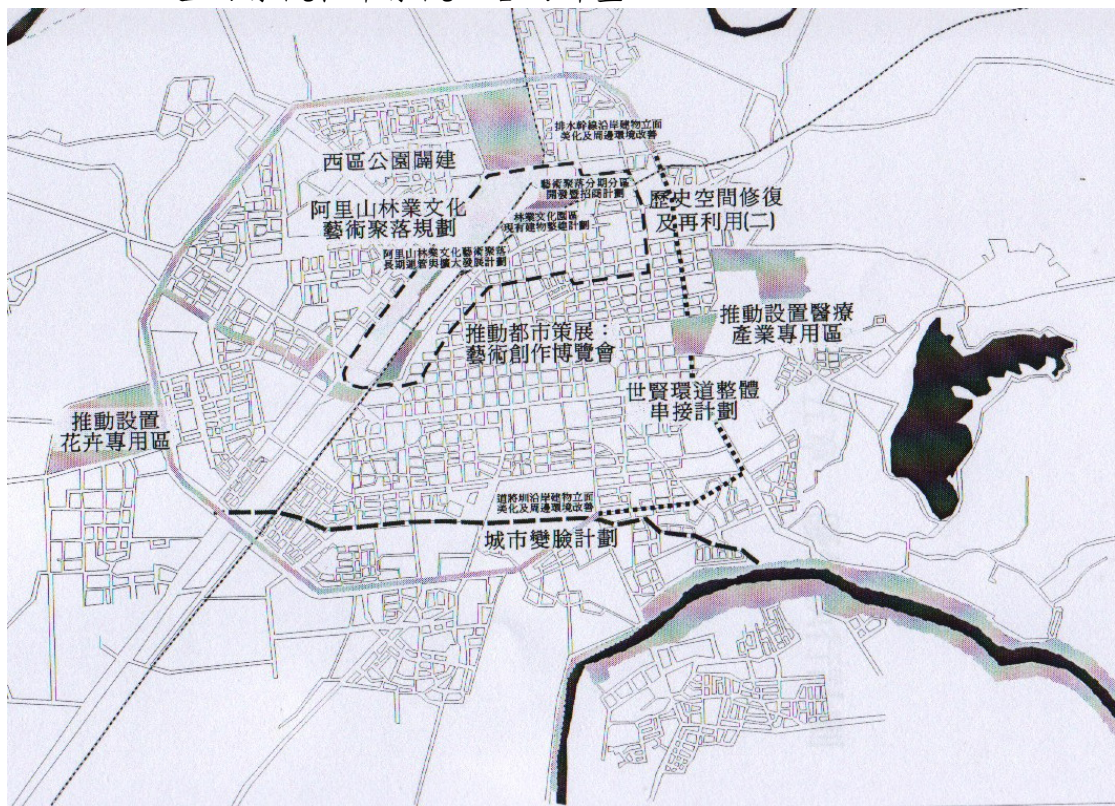 排水幹線沿岸建物立面
美化及周邊環境改善
西區公園闢建
藝術聚落分期分區
開發暨招商計劃
歷史空間修復
及再利用(二)
阿里山林業文化
藝術聚落規劃
林業文化園區
現有建物整建計劃
阿里山林業文化藝術聚落
長期運管與擴大發展計劃
推動設置醫療
產業專用區
推動都市策展：
藝術創作博覽會
世賢環道整體
串接計劃
推動設置
花卉專用區
道將圳沿岸建物立面
美化及周邊環境改善
城市變臉計劃